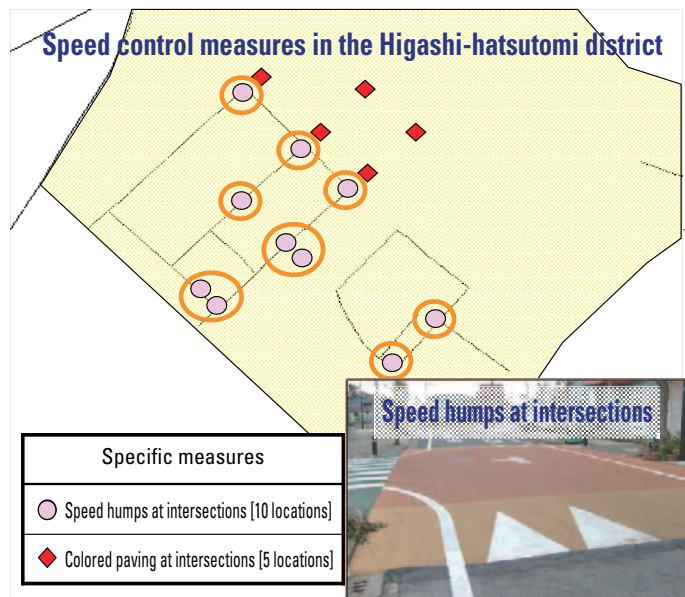 Speed control measures in the Higashi-hatsutomi district
Speed humps at intersections
Specific measures
Speed humps at intersections [10 locations]
Colored paving at intersections [5 locations]